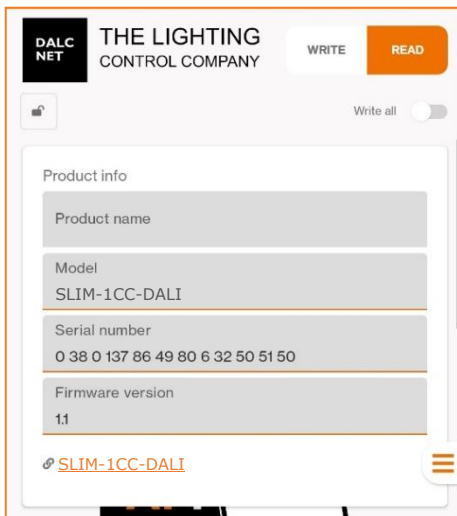 DALC
NET
THE LIGHTING
CONTROL COMPANY
WRITE
READ
Write all
Product info
Product name
Model
SLIM-1CC-DALI
Serial number
0 38 0 137 86 49 80 6 32 50 51 50
Firmware version
1.1
SLIM-1CC-DALI